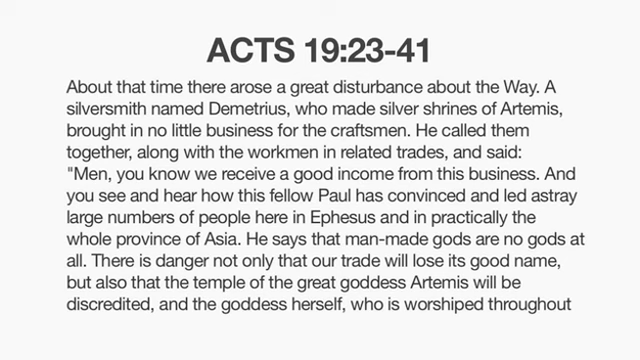 ACTS 19:23-41
About that time there arose a great disturbance about the Way. A
silversmith named Demetrius, who made silver shrines of Artemis,
brought in no little business for the craftsmen. He called them
together, along with the workmen in related trades, and said:
"Men, you know we receive a good income from this business. And
you see and hear how this fellow Paul has convinced and led astray
large numbers of people here in Ephesus and in practically the
whole province of Asia. He says that man-made gods are no gods at
all. There is danger not only that our trade will lose its good name,
but also that the temple of the great goddess Artemis will be
discredited, and the goddess herself, who is worshiped throughout